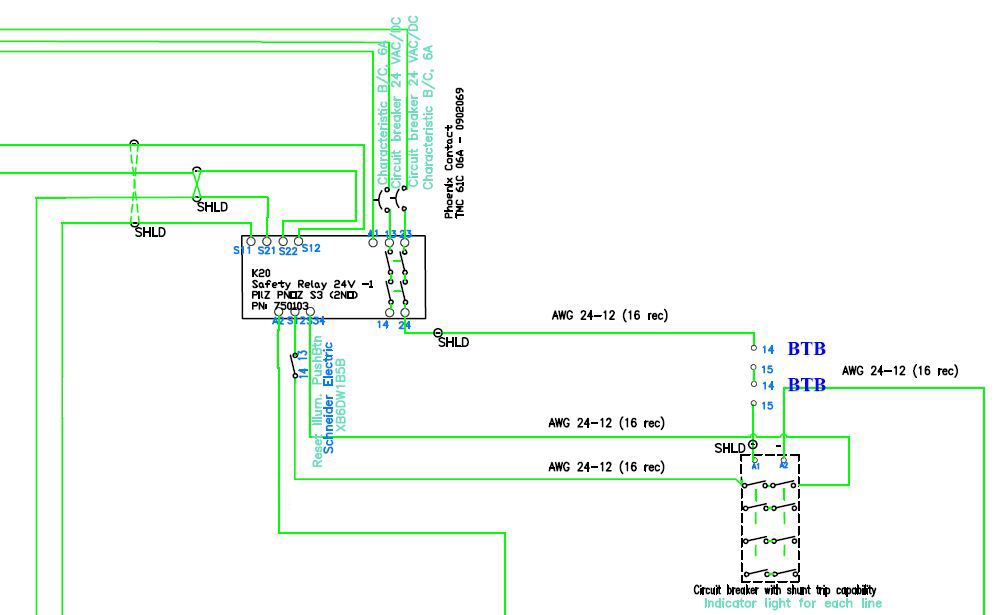 Characteristic B/C, 6A
Circuit breaker 24 VAC/DC
Circuit breaker 24 VAC/DC
Characteristic B/C, 6A
Phoenix Contact
TMC 61C 06A - 0902069
SHLD
SHLD
S11 S21 S22 S12
13 23
K20
Safety Relay 24V -1
PILZ PNOZ S3 (2NO)
PN: 750103
A2 S12 S34
14 24
SHLD
AWG 24-12 (16 rec)
14 BTB
15
14 BTB
15
AWG 24-12 (16 rec)
13
14
Reset Illum. PushBtn
Schneider Electric
XB6DW1B5B
AWG 24-12 (16 rec)
SHLD
-
A1 A2
AWG 24-12 (16 rec)
Circuit breaker with shunt trip capability
Indicator light for each line